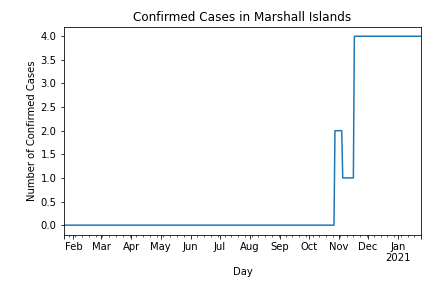 Confirmed Cases in Marshall Islands
Number of Confirmed Cases
4.0
3.5
3.0
2.5
2.0
1.5
1.0
0.5
0.0
Feb Mar Apr May Jun Jul Aug Sep Oct Nov Dec Jan
2021
Day